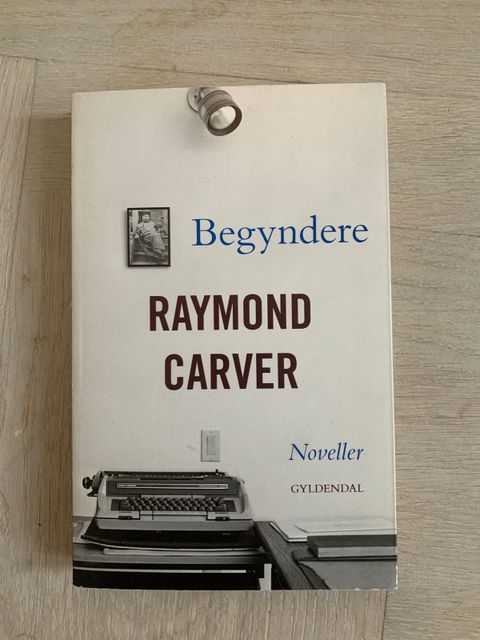 Begyndere
RAYMOND
CARVER
Noveller
GYLDENDAL